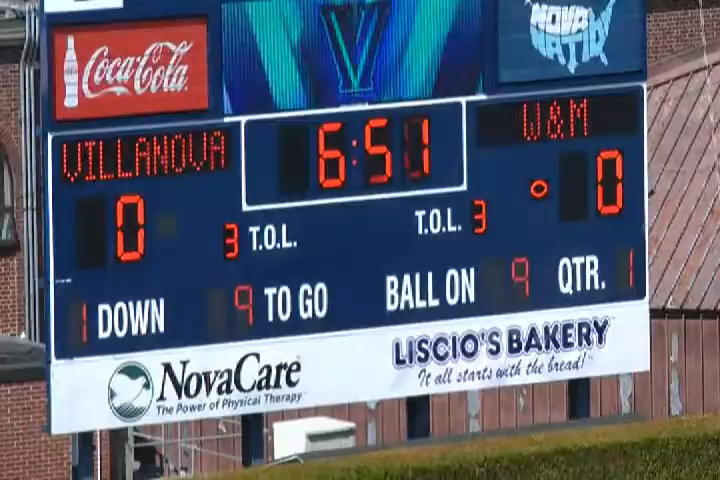 Coca-Cola
V
NOVA
NATION
VILLANOVA
6:51
W&M
0
3 T.O.L.
T.O.L. 3
0
1 DOWN
9 TO GO
BALL ON 9
QTR. 1
NovaCare
The Power of Physical Therapy
LISCIO'S BAKERY
It all starts with the bread!